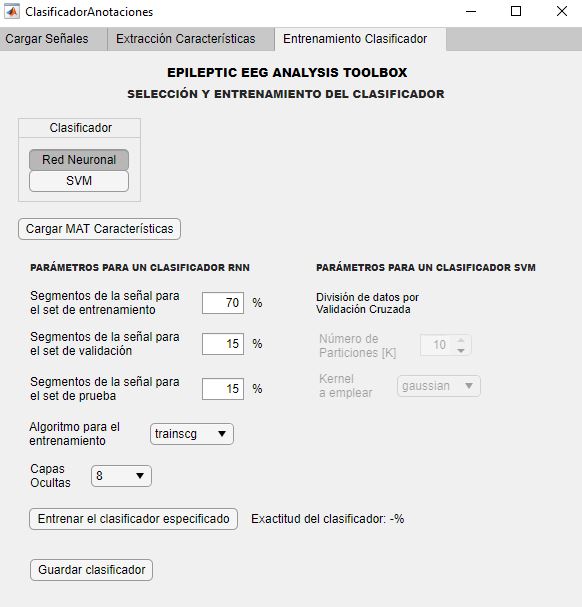 ClasificadorAnotaciones
Cargar Señales
Extracción Características
Entrenamiento Clasificador
EPILEPTIC EEG ANALYSIS TOOLBOX
SELECCIÓN Y ENTRENAMIENTO DEL CLASIFICADOR
Clasificador
Red Neuronal
SVM
Cargar MAT Características
PARÁMETROS PARA UN CLASIFICADOR RNN
Segmentos de la señal para
el set de entrenamiento
70 %
Segmentos de la señal para
el set de validación
15 %
Segmentos de la señal para
el set de prueba
15 %
Algoritmo para el
entrenamiento
trainscg
Capas
Ocultas
8
PARÁMETROS PARA UN CLASIFICADOR SVM
División de datos por
Validación Cruzada
Número de
Particiones [K]
10
Kernel
a emplear
gaussian
Entrenar el clasificador especificado
Exactitud del clasificador: -%
Guardar clasificador